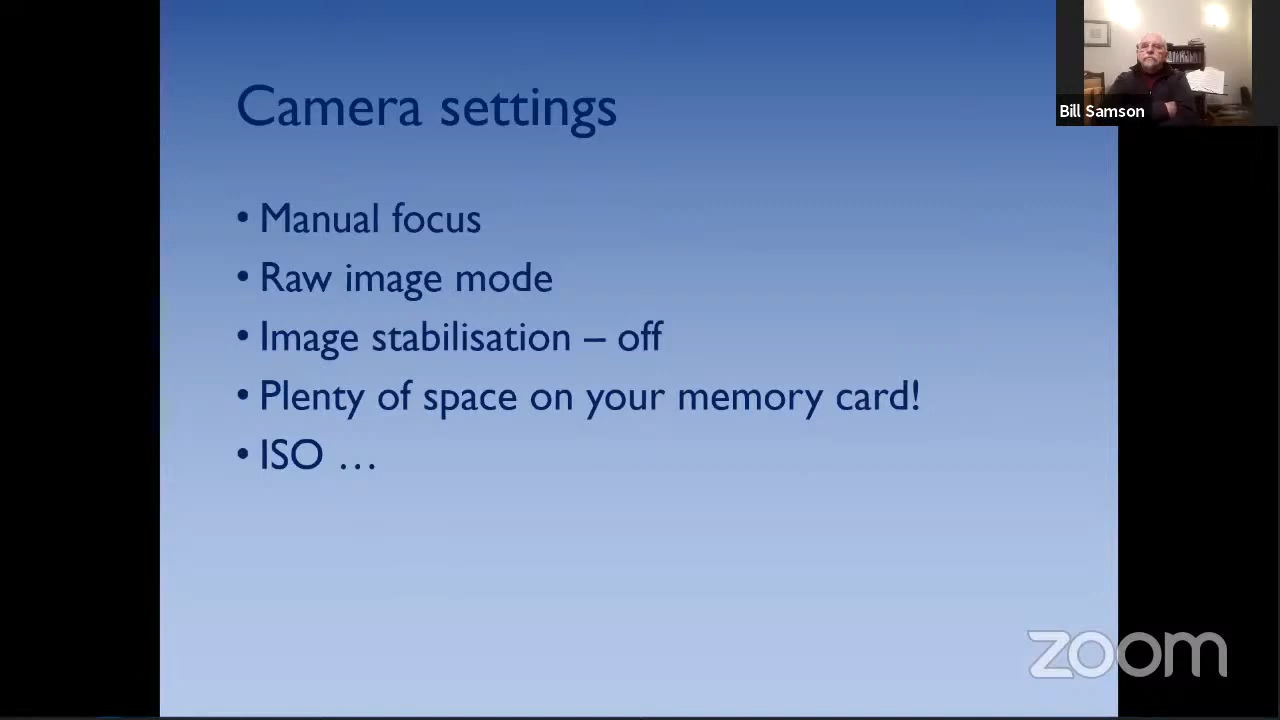 Camera settings
• Manual focus
• Raw image mode
• Image stabilisation – off
• Plenty of space on your memory card!
• ISO …
Bill Samson
zoom